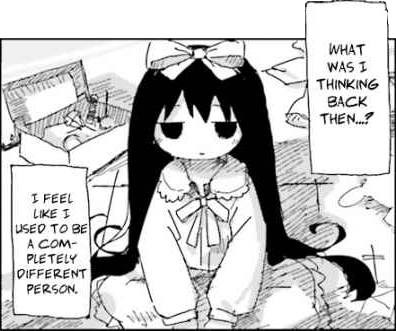 WHAT
WAS I
THINKING
BACK
THEN...?
I FEEL
LIKE I
USED TO BE
A COM-
PLETELY
DIFFERENT
PERSON.